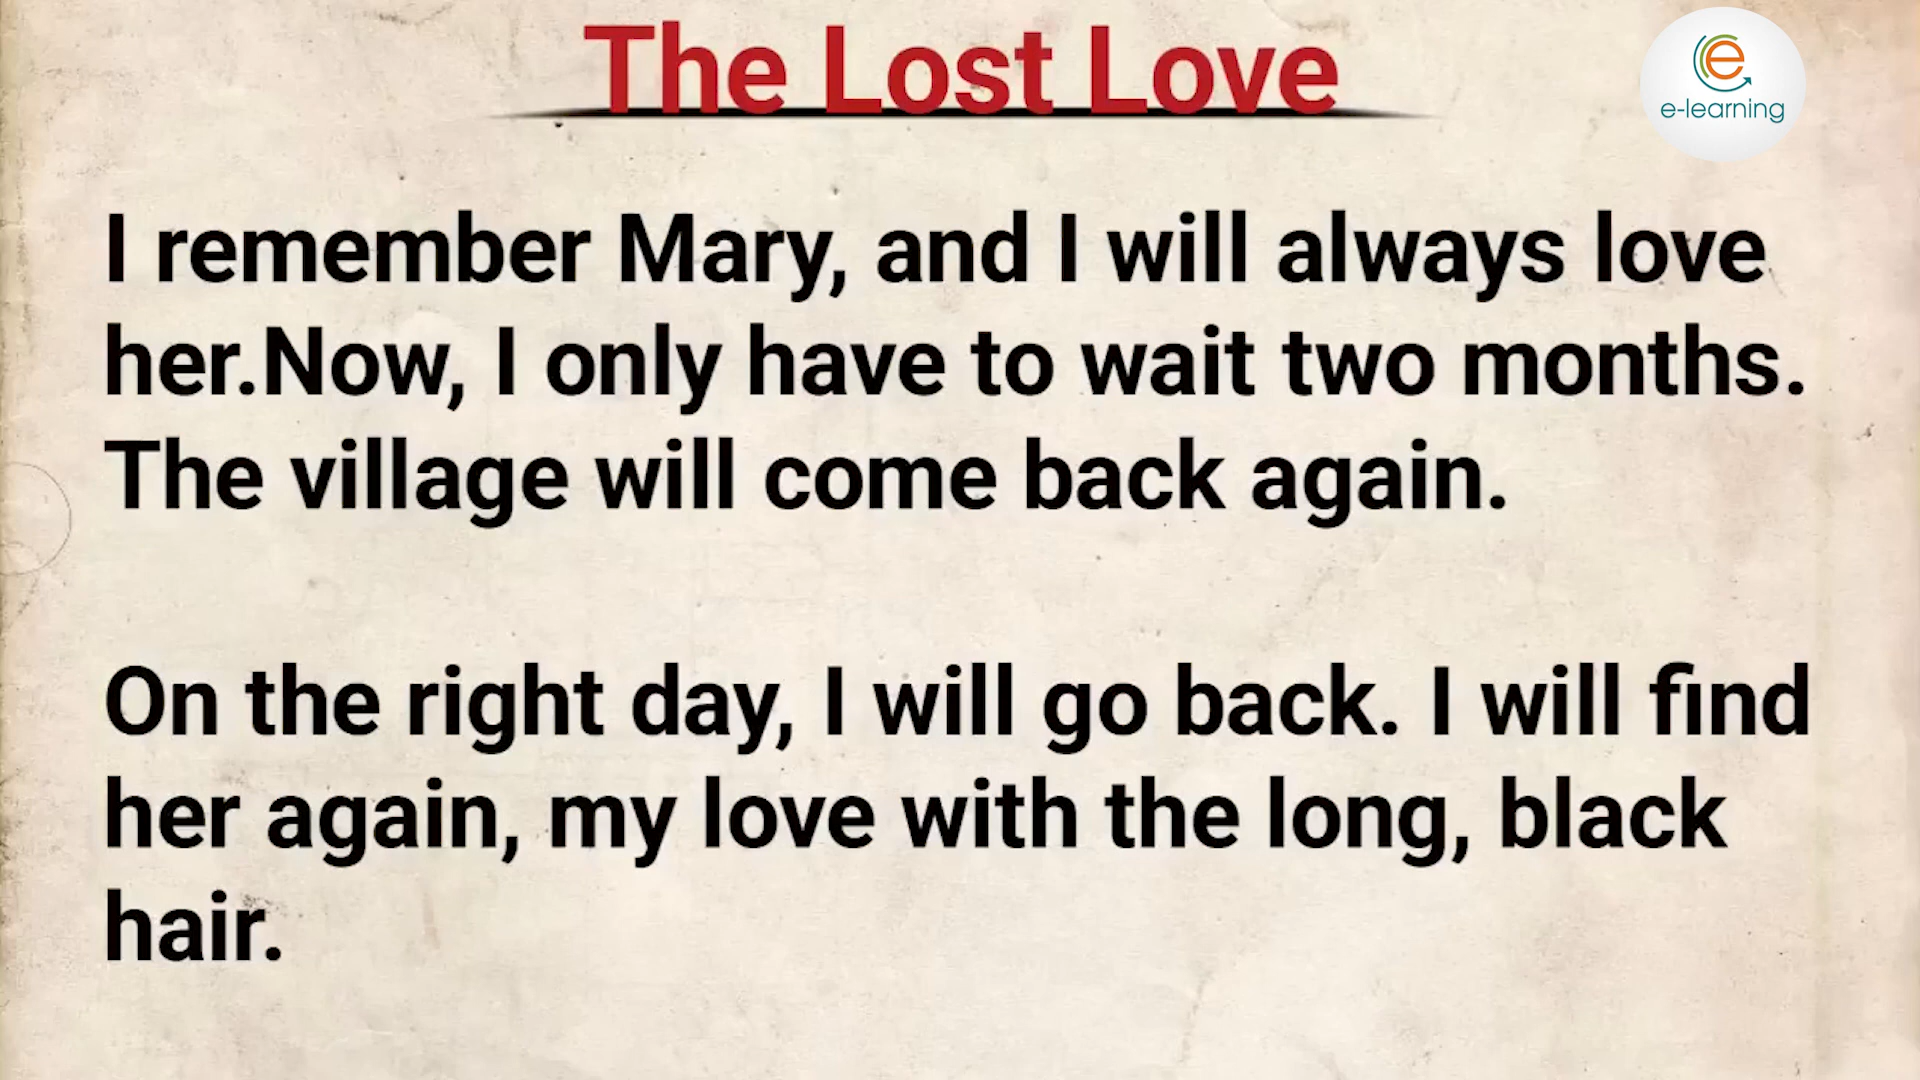 The Lost Love
e
e-learning
I remember Mary, and I will always love
her.Now, I only have to wait two months.
The village will come back again.
On the right day, I will go back. I will find
her again, my love with the long, black
hair.